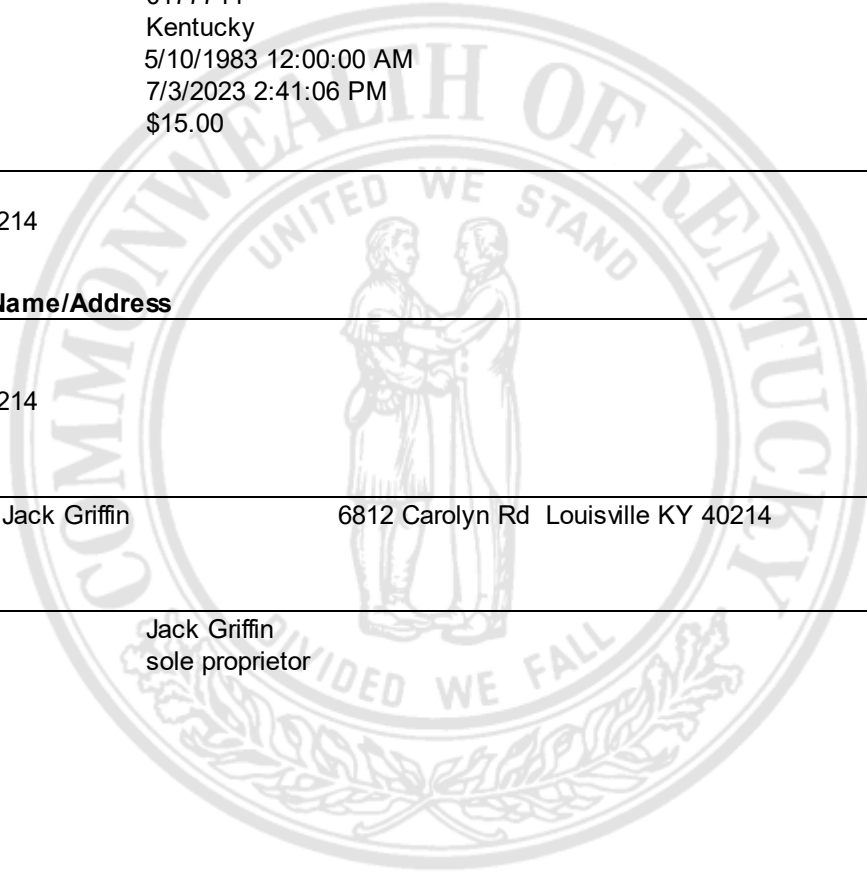 Kentucky
5/10/1983 12:00:00 AM
7/3/2023 2:41:06 PM
$15.00
214
Name/Address
214
Jack Griffin 6812 Carolyn Rd Louisville KY 40214
Jack Griffin
sole proprietor
COMMONWEALTH OF KENTUCKY
UNITED WE STAND
DIVIDED WE FALL